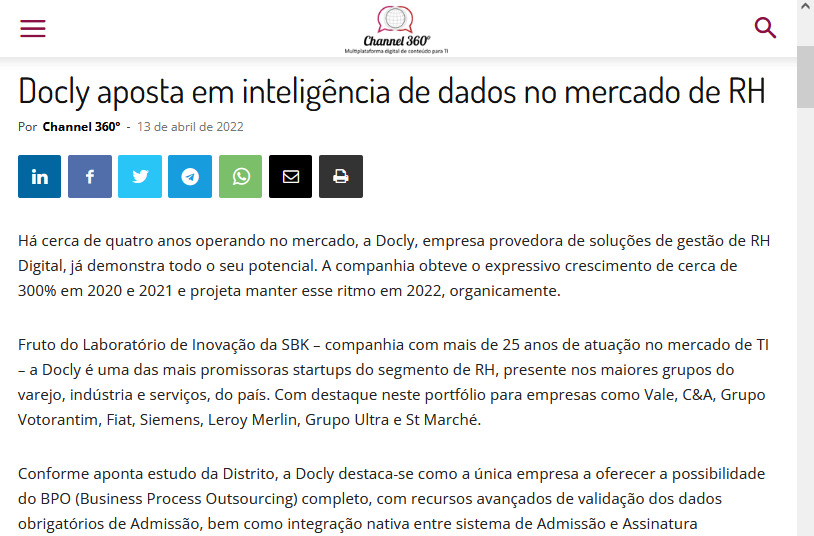 Channel 360º
Multiplataforma digital de conteúdo para TI
Docly aposta em inteligência de dados no mercado de RH
Por Channel 360º - 13 de abril de 2022
Há cerca de quatro anos operando no mercado, a Docly, empresa provedora de soluções de gestão de RH
Digital, já demonstra todo o seu potencial. A companhia obteve o expressivo crescimento de cerca de
300% em 2020 e 2021 e projeta manter esse ritmo em 2022, organicamente.
Fruto do Laboratório de Inovação da SBK – companhia com mais de 25 anos de atuação no mercado de TI
– a Docly é uma das mais promissoras startups do segmento de RH, presente nos maiores grupos do
varejo, indústria e serviços, do país. Com destaque neste portfólio para empresas como Vale, C&A, Grupo
Votorantim, Fiat, Siemens, Leroy Merlin, Grupo Ultra e St Marché.
Conforme aponta estudo da Distrito, a Docly destaca-se como a única empresa a oferecer a possibilidade
do BPO (Business Process Outsourcing) completo, com recursos avançados de validação dos dados
obrigatórios de Admissão, bem como integração nativa entre sistema de Admissão e Assinatura